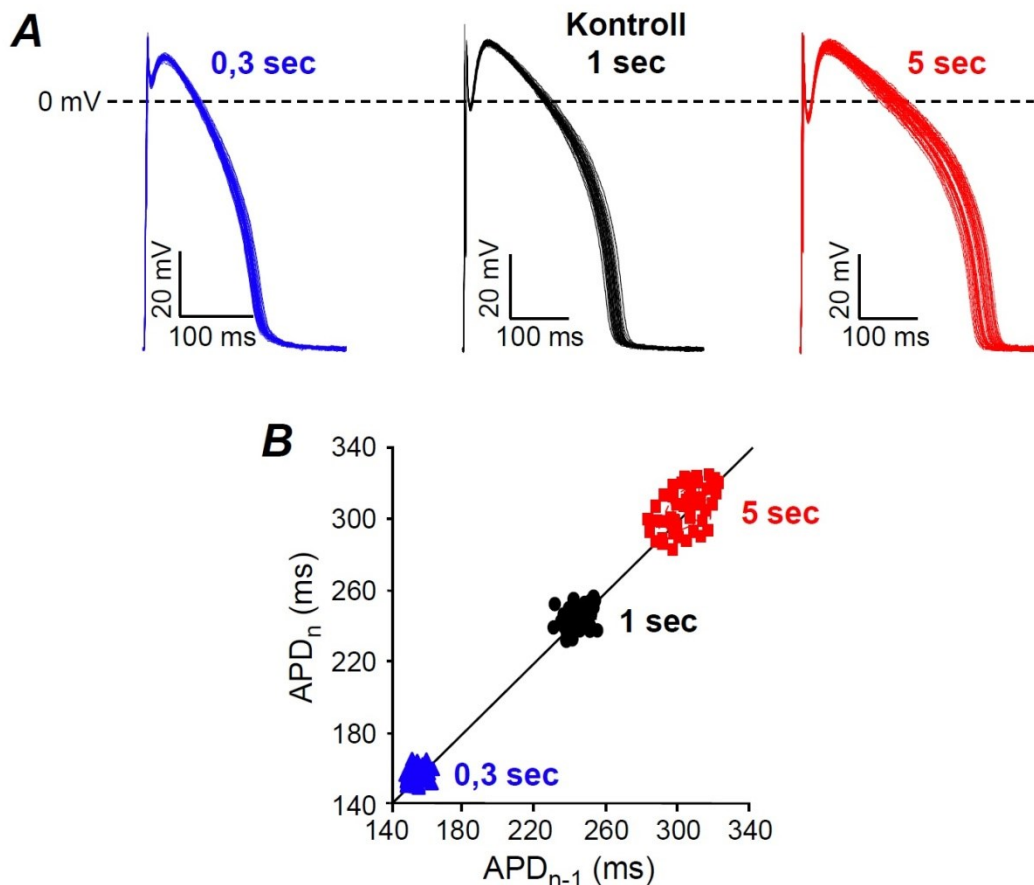 A
0,3 sec
Kontroll
1 sec
5 sec
0 mV
20 mV
100 ms
20 mV
100 ms
20 mV
100 ms
B
340
300
260
220
180
140
APDn (ms)
5 sec
1 sec
0,3 sec
140 180 220 260 300 340
APDn-1 (ms)